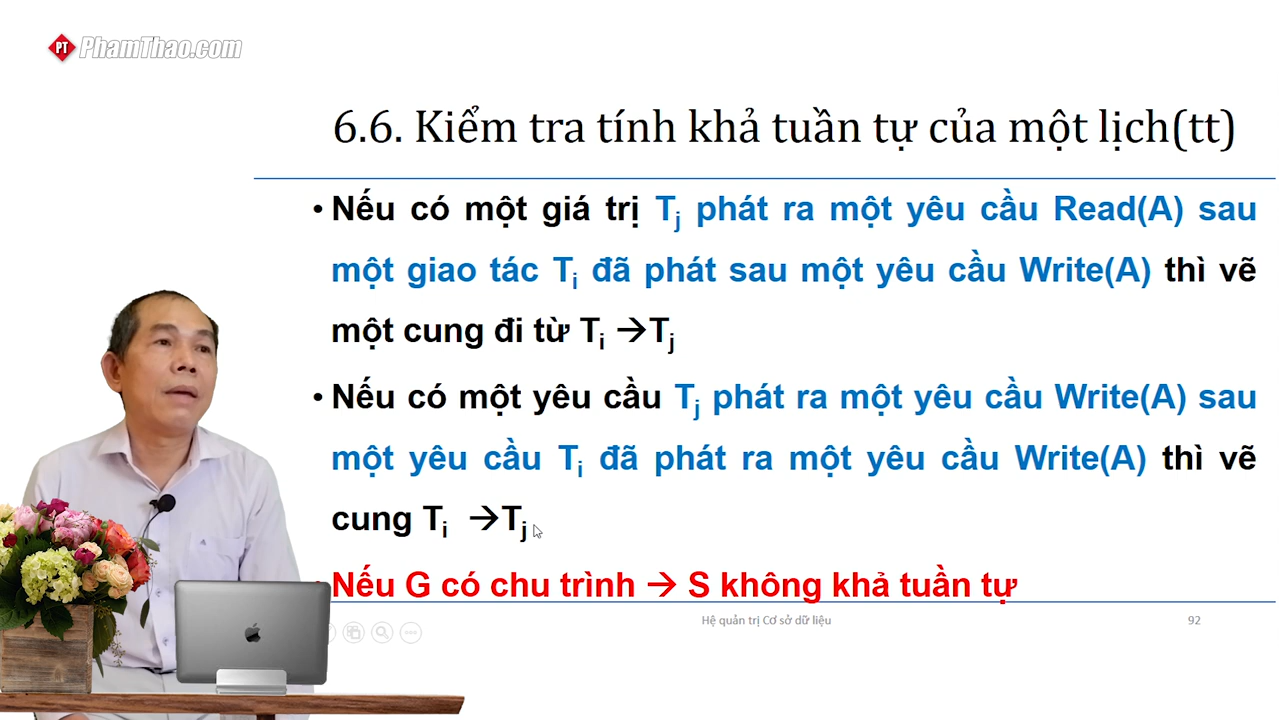 PT PhamThao.com
6.6. Kiểm tra tính khả tuần tự của một lịch(tt)
• Nếu có một giá trị Tj phát ra một yêu cầu Read(A) sau
một giao tác Ti đã phát sau một yêu cầu Write(A) thì vẽ
một cung đi từ Ti →Tj
• Nếu có một yêu cầu Tj phát ra một yêu cầu Write(A) sau
một yêu cầu Ti đã phát ra một yêu cầu Write(A) thì vẽ
cung Ti →Tj
• Nếu G có chu trình → S không khả tuần tự
Hệ quản trị Cơ sở dữ liệu
92